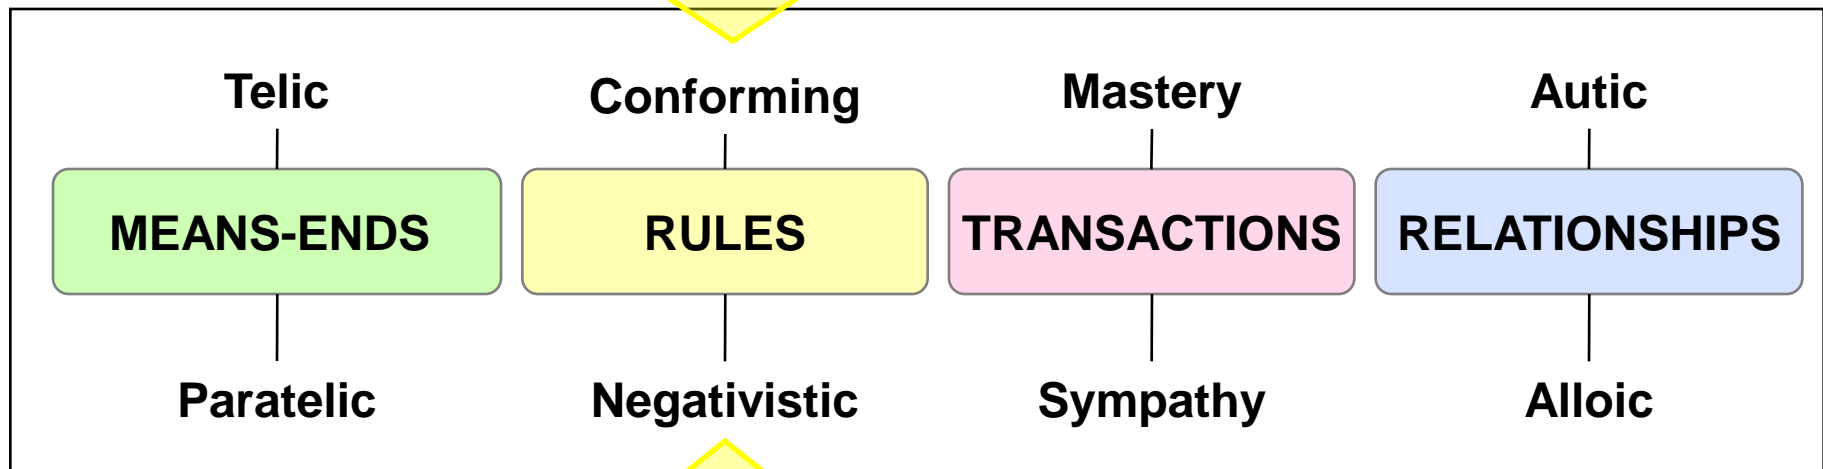 Telic Conforming Mastery Autic
MEANS-ENDS RULES TRANSACTIONS RELATIONSHIPS
Paratelic Negativistic Sympathy Alloic